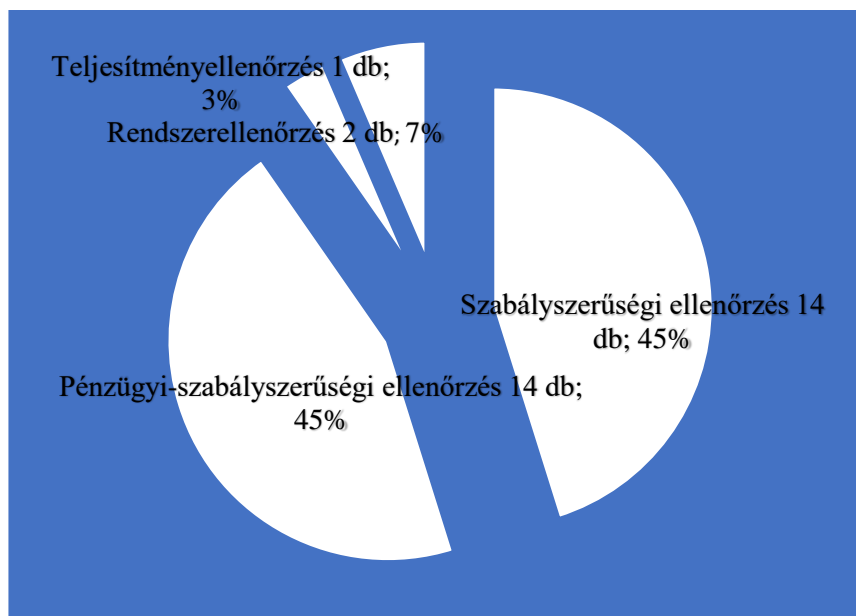 Teljesítményellenőrzés 1 db;
3%
Rendszerellenőrzés 2 db; 7%
Szabályszerűségi ellenőrzés 14
db; 45%
Pénzügyi-szabályszerűségi ellenőrzés 14 db;
45%